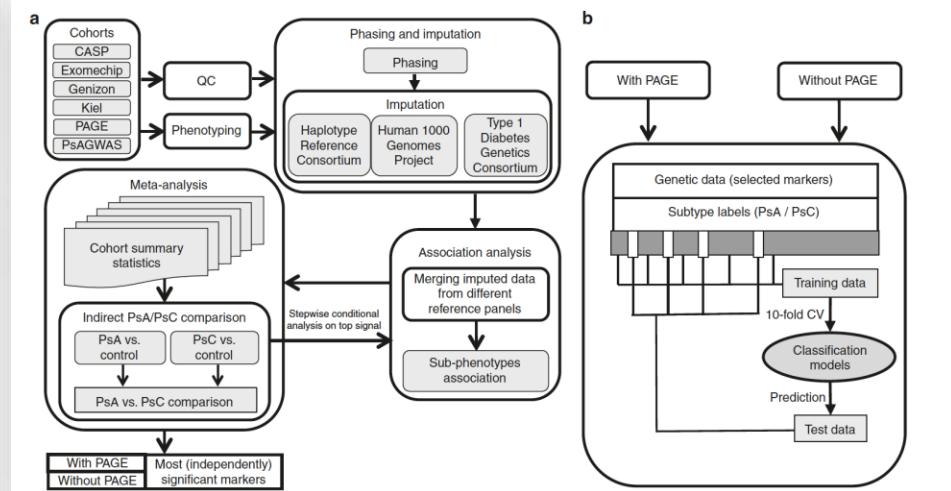 a
Cohorts
CASP
Exomechip
Genizon
Kiel
PAGE
PsAGWAS
QC
Phenotyping
Phasing and imputation
Phasing
Imputation
Haplotype
Reference
Consortium
Human 1000
Genomes
Project
Type 1
Diabetes
Genetics
Consortium
Meta-analysis
Cohort summary
statistics
Indirect PsA/PsC comparison
PsA vs.
control
PsC vs.
control
PsA vs. PsC comparison
Stepwise conditional
analysis on top signal
Association analysis
Merging imputed data
from different
reference panels
Sub-phenotypes
association
With PAGE
Without PAGE
Most (independently)
significant markers
b
With PAGE
Without PAGE
Genetic data (selected markers)
Subtype labels (PsA / PsC)
Training data
10-fold CV
Classification
models
Prediction
Test data